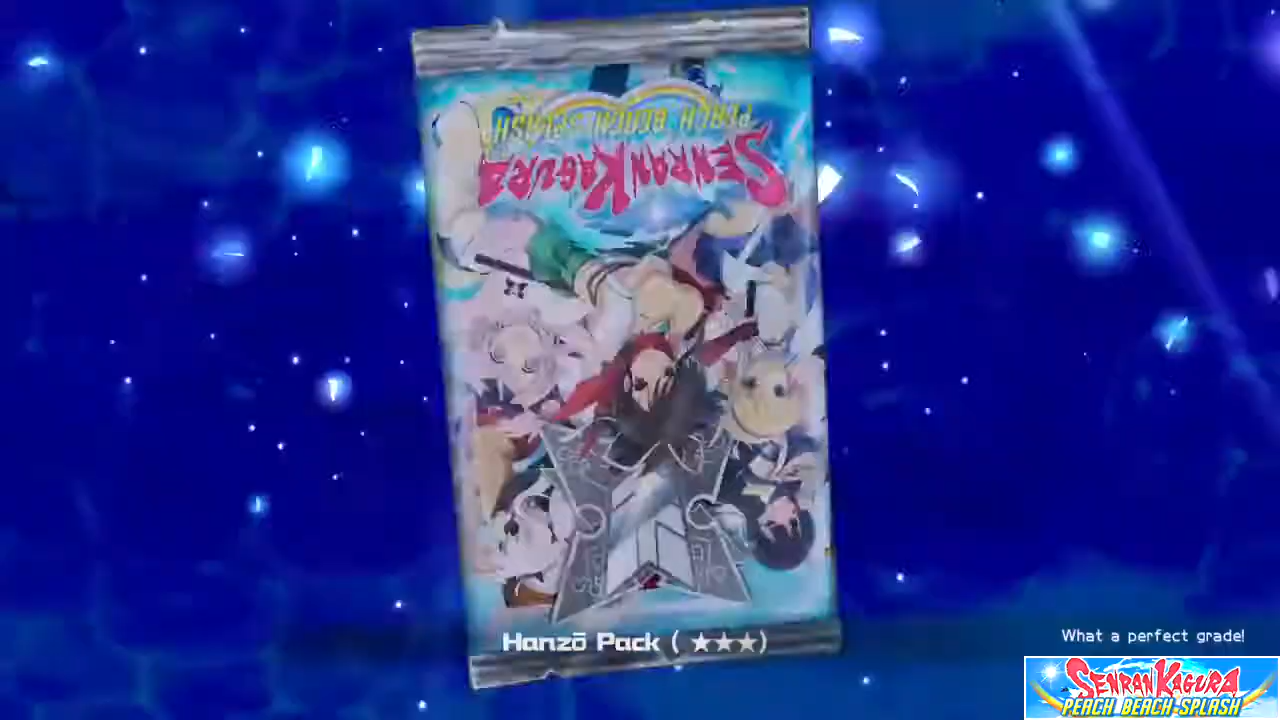 PEACH BEACH SPLASH
SENRAN KAGURA
Hanzō Pack ( ★★★)
What a perfect grade!
SENRAN KAGURA
PEACH BEACH SPLASH